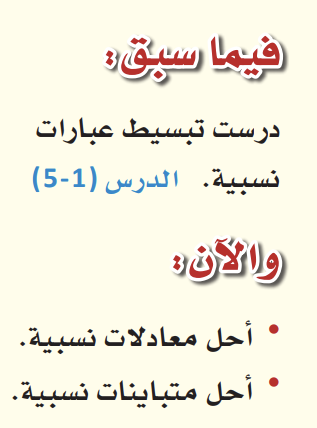 فيما سبق:
درست تبسيط عبارات
نسبية. الدرس (1-5)
والآن:
• أحل معادلات نسبية.
• أحل متباينات نسبية.